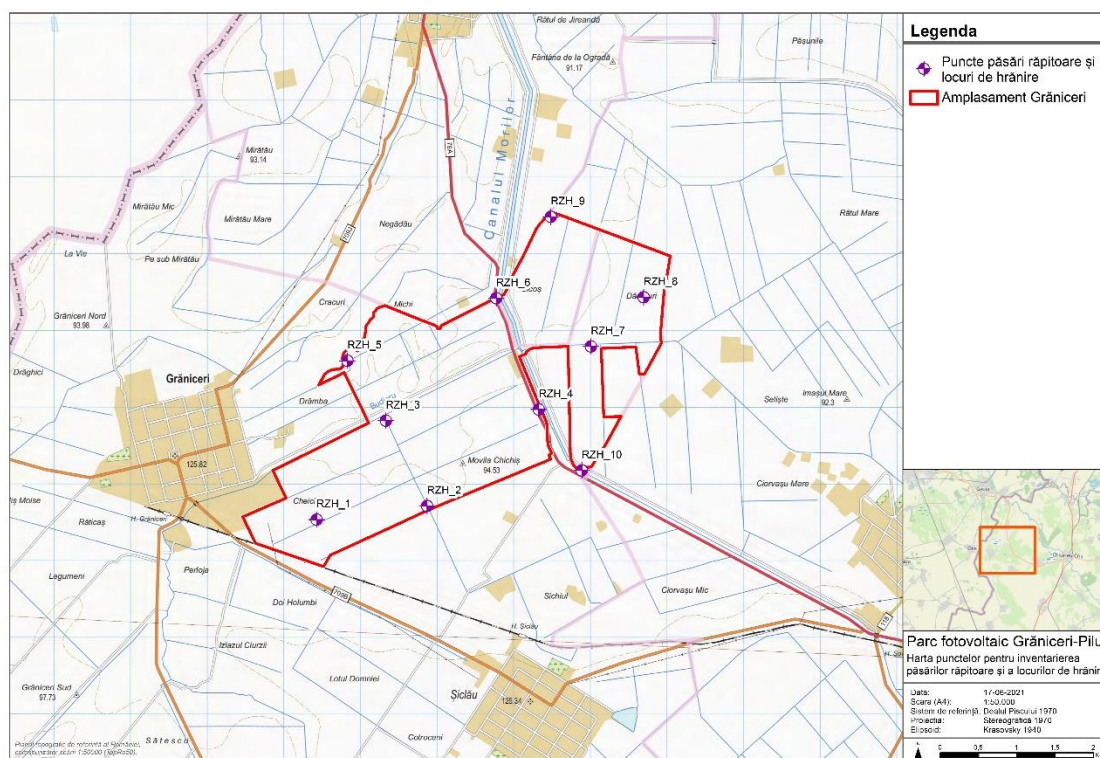 Rătul de Jireandă
Pășunile
Fântâna de la Ogradă
91.17
Canalul Morilor
79A
Mirătău
93.14
Mirătău Mic
Mirătău Mare
Nogădău
709J
Rătul Mare
La Vie
Pe sub Mirătău
RZH_9
RZH_6
RZH_8
Cracuri
Michi
Grăniceri Nord
93.98
RZH_7
RZH_5
Drăghici
Grăniceri
Drâmba
RZH_3
RZH_4
Seliște
Imașul Mare
92.3
125.82
Movila Chichiș
94.53
RZH_10
Ciorvașu Mare
RZH_1
RZH_2
Răticaș
H. Grăniceri
Legumeni
Perloja
Doi Holumbi
709B
Sichiul
Ciorvașu Mic
H. Șiclău
Iziazul Ciurzii
Lotul Domniei
Șiclău
125.34
Grăniceri Sud
97.73
Sătescu
Cotroceni
Legenda
Puncte păsări răpitoare și
locuri de hrănire
Amplasament Grăniceri
Parc fotovoltaic Grăniceri-Pilu
Harta punctelor pentru inventarierea
păsărilor răpitoare și a locurilor de hrănir
Data: 17-06-2021
Scara (A4): 1:50.000
Sistem de referință: Dealul Piscului 1970
Proiecția: Stereografică 1970
Elipsoid: Krasovsky 1940
0 0,5 1 1,5 2